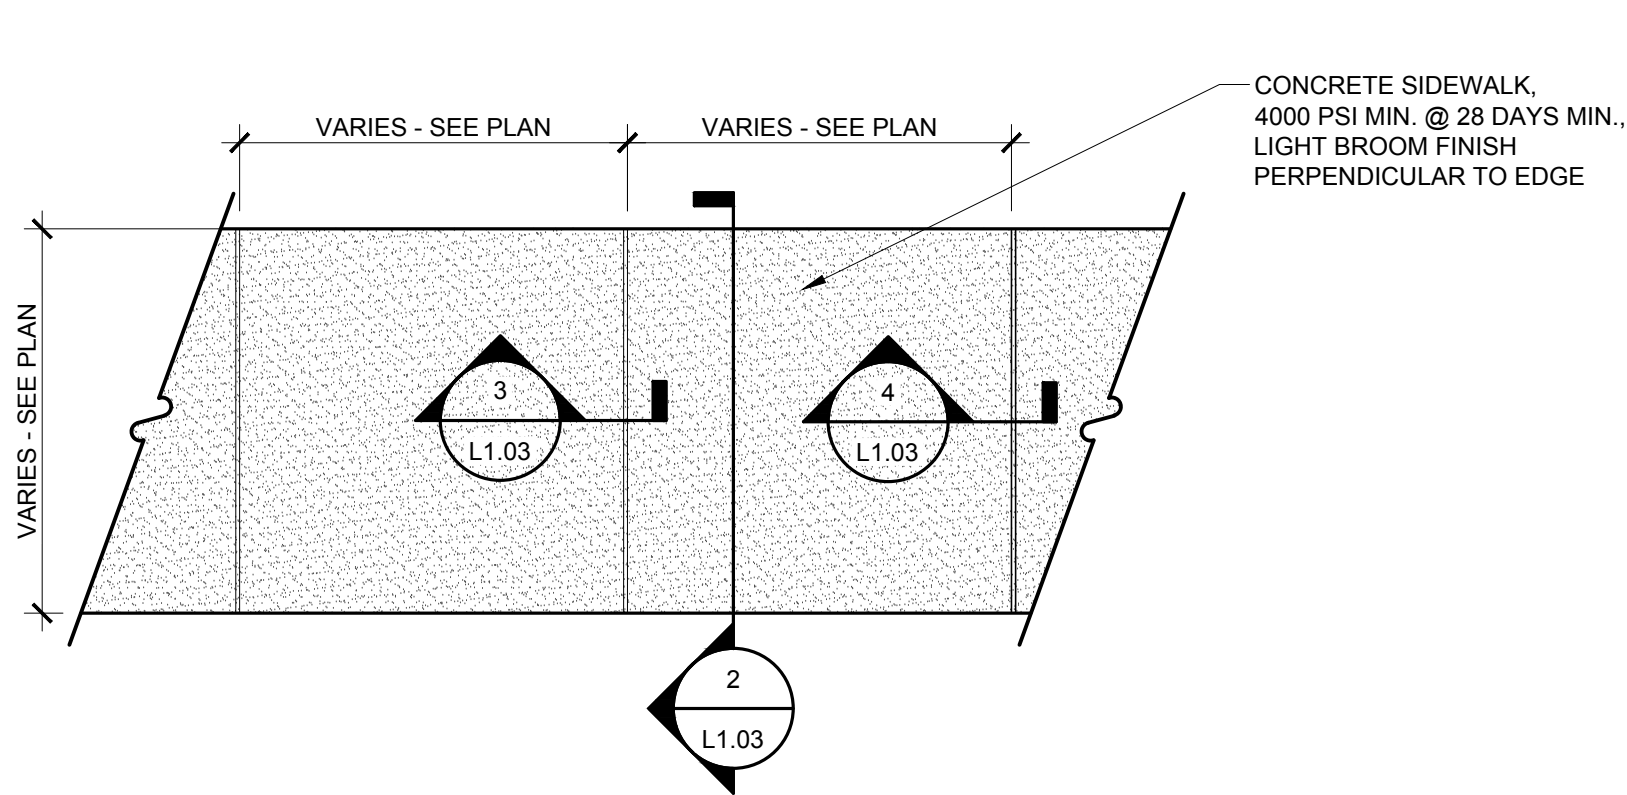 CONCRETE SIDEWALK,
4000 PSI MIN. @ 28 DAYS MIN.,
LIGHT BROOM FINISH
PERPENDICULAR TO EDGE
VARIES - SEE PLAN
VARIES - SEE PLAN
VARIES - SEE PLAN
3
L1.03
4
L1.03
2
L1.03